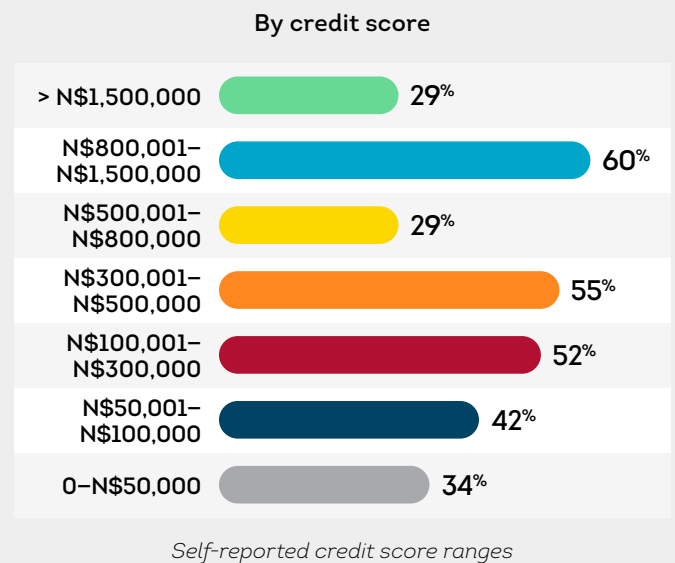 By credit score
> N$1,500,000
29%
N$800,001–
N$1,500,000
60%
N$500,001–
N$800,000
29%
N$300,001–
N$500,000
55%
N$100,001–
N$300,000
52%
N$50,001–
N$100,000
42%
0–N$50,000
34%
Self-reported credit score ranges